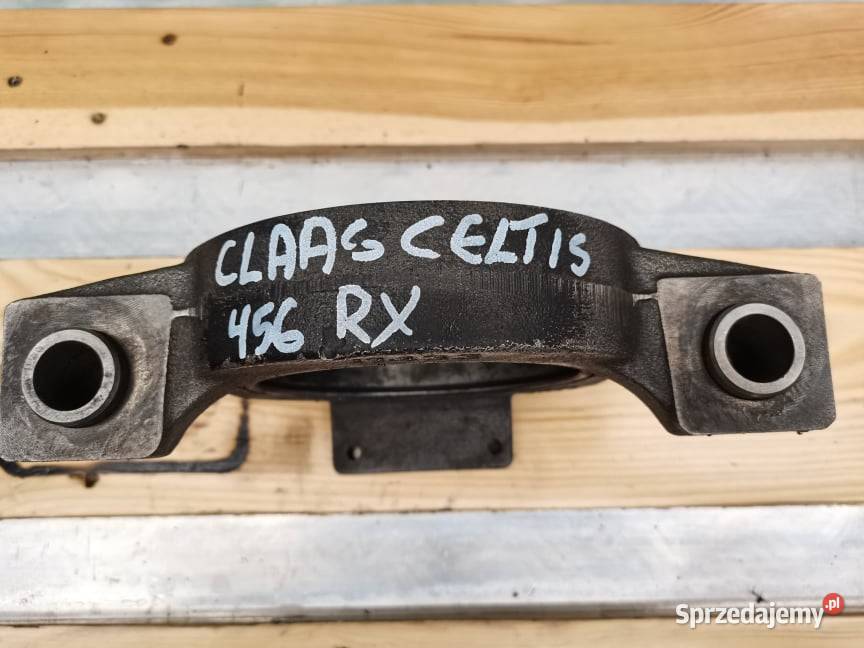 CLAAS CELTIS
456 RX
Sprzedajemy.pl